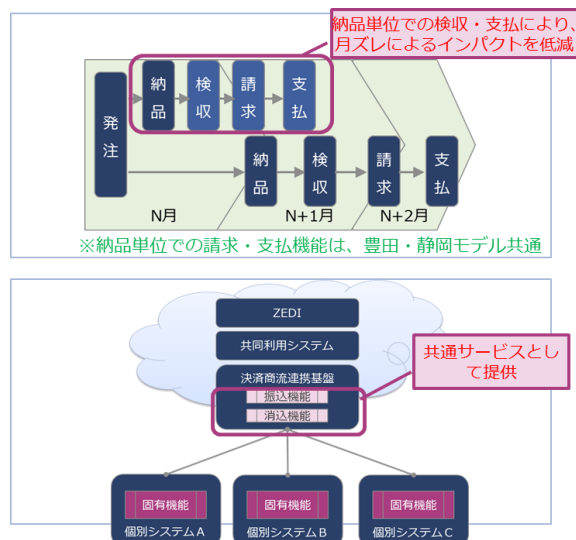 納品単位での検収・支払により、
月ズレによるインパクトを低減
発注
納品
検収
請求
支払
納品
検収
請求
支払
N月
N+1月
N+2月
※納品単位での請求・支払機能は、豊田・静岡モデル共通
ZEDI
共同利用システム
決済商流連携基盤
振込機能
消込機能
共通サービスとし
て提供
固有機能
固有機能
固有機能
個別システムA
個別システムB
個別システムC